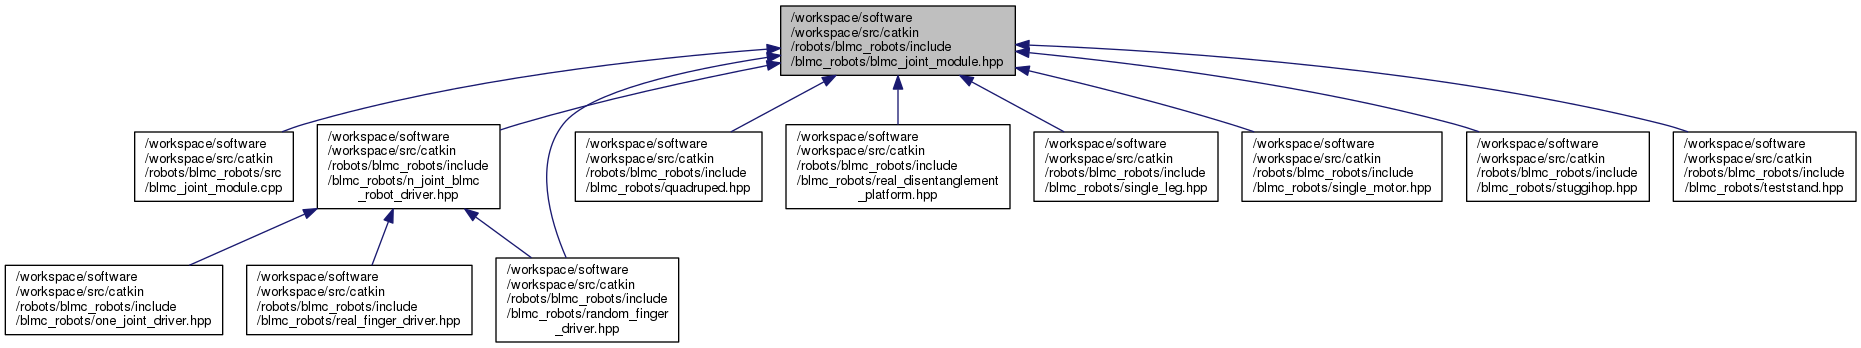 /workspace/software
/workspace/src/catkin
/robots/blmc_robots/include
/blmc_robots/blmc_joint_module.hpp
/workspace/software
/workspace/src/catkin
/robots/blmc_robots/src
/blmc_joint_module.cpp
/workspace/software
/workspace/src/catkin
/robots/blmc_robots/include
/blmc_robots/n_joint_blmc
_robot_driver.hpp
/workspace/software
/workspace/src/catkin
/robots/blmc_robots/include
/blmc_robots/quadruped.hpp
/workspace/software
/workspace/src/catkin
/robots/blmc_robots/include
/blmc_robots/real_disentanglement
_platform.hpp
/workspace/software
/workspace/src/catkin
/robots/blmc_robots/include
/blmc_robots/single_leg.hpp
/workspace/software
/workspace/src/catkin
/robots/blmc_robots/include
/blmc_robots/single_motor.hpp
/workspace/software
/workspace/src/catkin
/robots/blmc_robots/include
/blmc_robots/stuggihop.hpp
/workspace/software
/workspace/src/catkin
/robots/blmc_robots/include
/blmc_robots/teststand.hpp
/workspace/software
/workspace/src/catkin
/robots/blmc_robots/include
/blmc_robots/one_joint_driver.hpp
/workspace/software
/workspace/src/catkin
/robots/blmc_robots/include
/blmc_robots/real_finger_driver.hpp
/workspace/software
/workspace/src/catkin
/robots/blmc_robots/include
/blmc_robots/random_finger
_driver.hpp